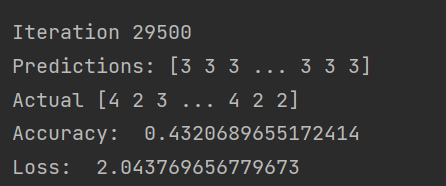 Iteration 29500
Predictions: [3 3 3 ... 3 3 3]
Actual [4 2 3 ... 4 2 2]
Accuracy:  0.4320689655172414
Loss:  2.043769656779673